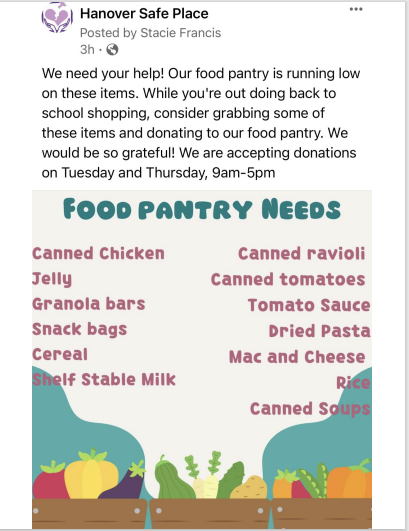 Hanover Safe Place
Posted by Stacie Francis
3h ·
We need your help! Our food pantry is running low
on these items. While you're out doing back to
school shopping, consider grabbing some of
these items and donating to our food pantry. We
would be so grateful! We are accepting donations
on Tuesday and Thursday, 9am-5pm
Food pantry Needs
Canned Chicken
Jelly
Granola bars
Snack bags
Cereal
Shelf Stable Milk
Canned ravioli
Canned tomatoes
Tomato Sauce
Dried Pasta
Mac and Cheese
Rice
Canned Soups